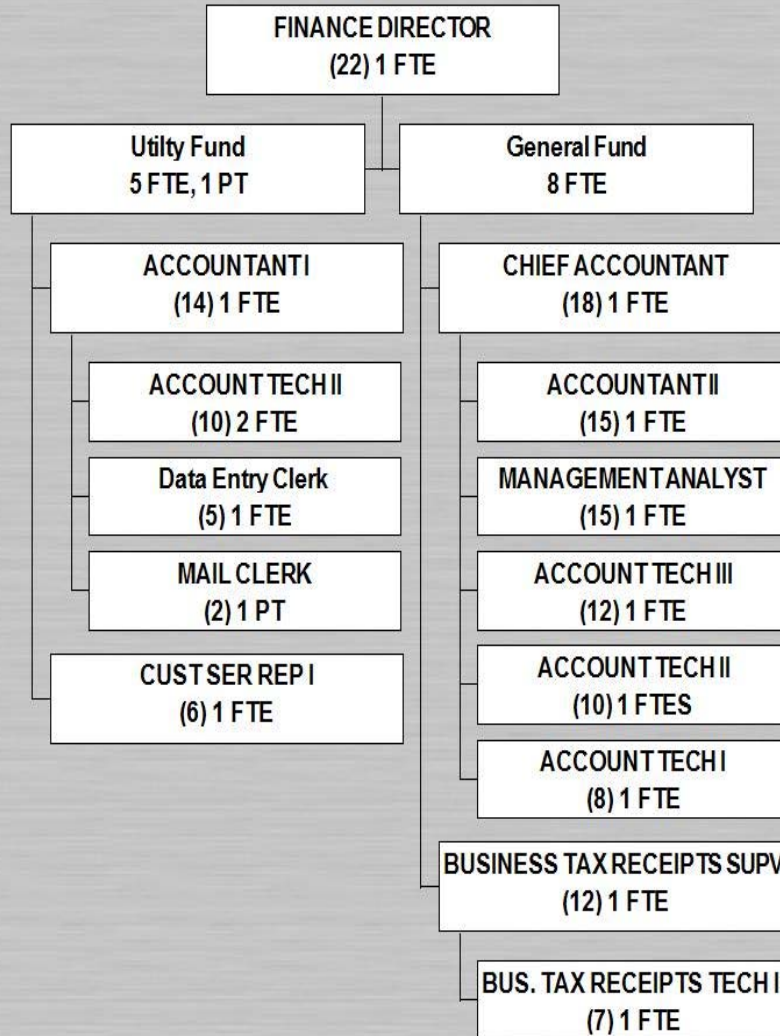 FINANCE DIRECTOR
(22) 1 FTE
Utilty Fund
5 FTE, 1 PT
General Fund
8 FTE
ACCOUNTANT I
(14) 1 FTE
ACCOUNT TECH II
(10) 2 FTE
Data Entry Clerk
(5) 1 FTE
MAIL CLERK
(2) 1 PT
CUST SER REP I
(6) 1 FTE
CHIEF ACCOUNTANT
(18) 1 FTE
ACCOUNTANT II
(15) 1 FTE
MANAGEMENT ANALYST
(15) 1 FTE
ACCOUNT TECH III
(12) 1 FTE
ACCOUNT TECH II
(10) 1 FTES
ACCOUNT TECH I
(8) 1 FTE
BUSINESS TAX RECEIPTS SUPV
(12) 1 FTE
BUS. TAX RECEIPTS TECH I
(7) 1 FTE